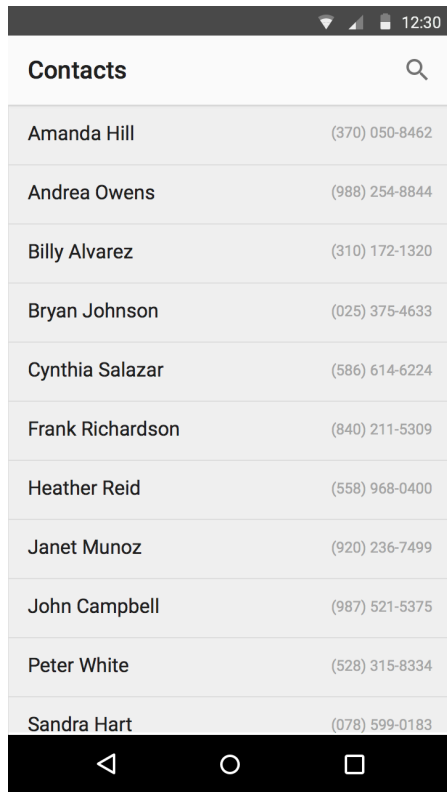 12:30
Contacts
Amanda Hill (370) 050-8462
Andrea Owens (988) 254-8844
Billy Alvarez (310) 172-1320
Bryan Johnson (025) 375-4633
Cynthia Salazar (586) 614-6224
Frank Richardson (840) 211-5309
Heather Reid (558) 968-0400
Janet Munoz (920) 236-7499
John Campbell (987) 521-5375
Peter White (528) 315-8334
Sandra Hart (078) 599-0183